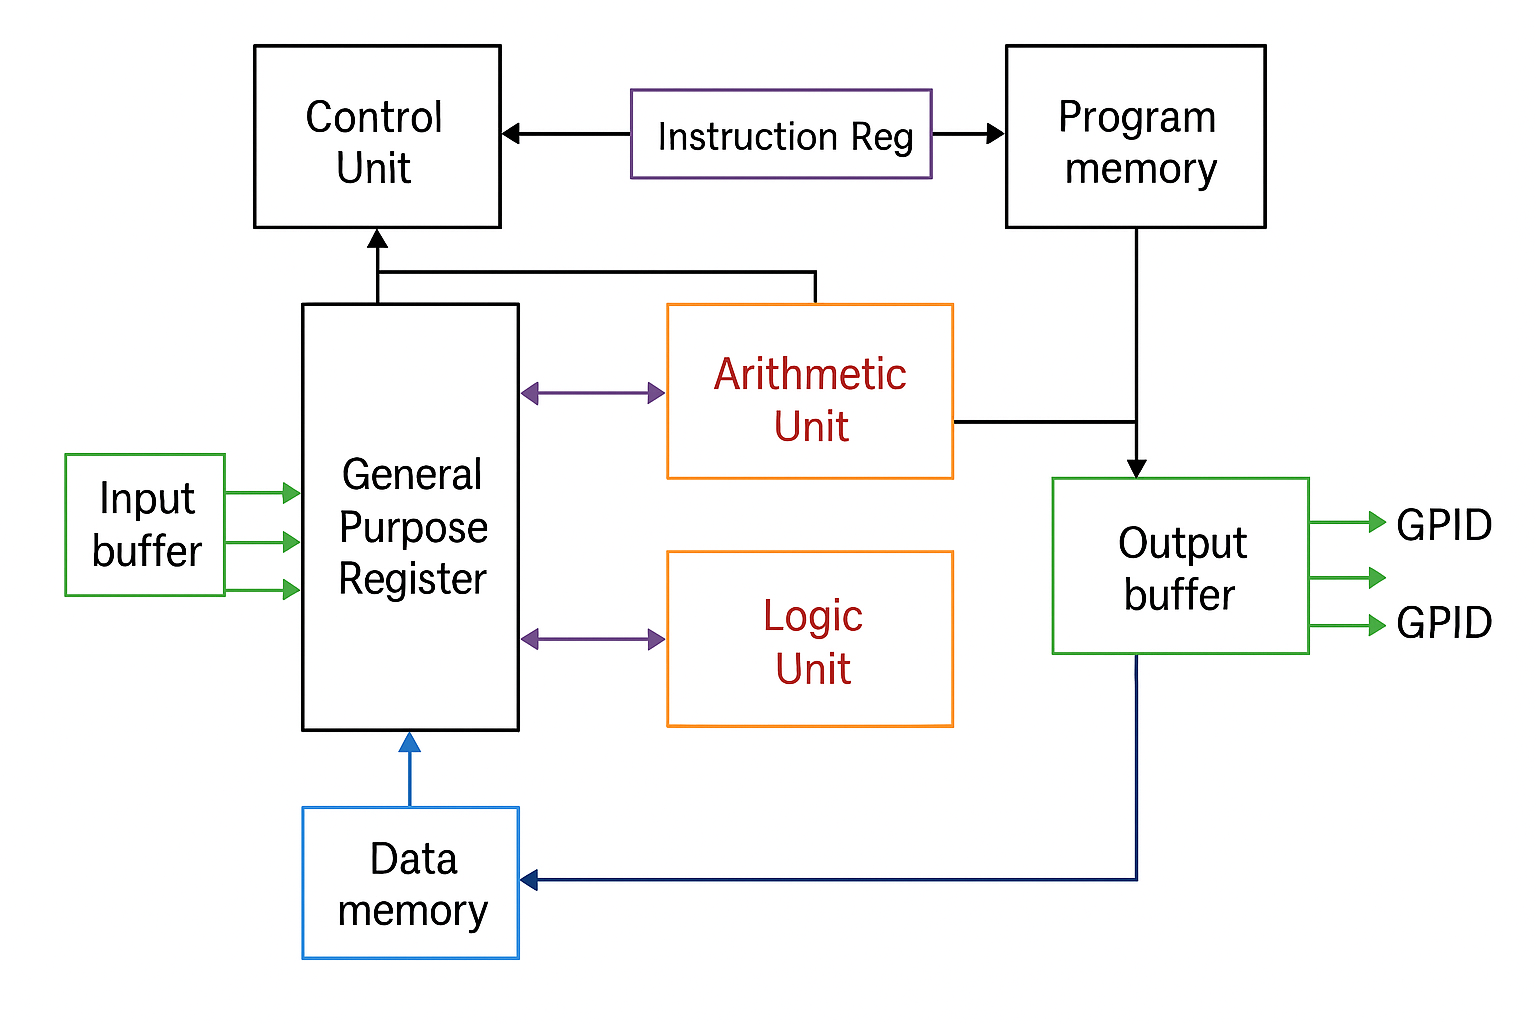 Control
Unit
Instruction Reg
Program
memory
Arithmetic
Unit
General
Purpose
Register
Input
buffer
Output
buffer
GPID
GPID
Logic
Unit
Data
memory